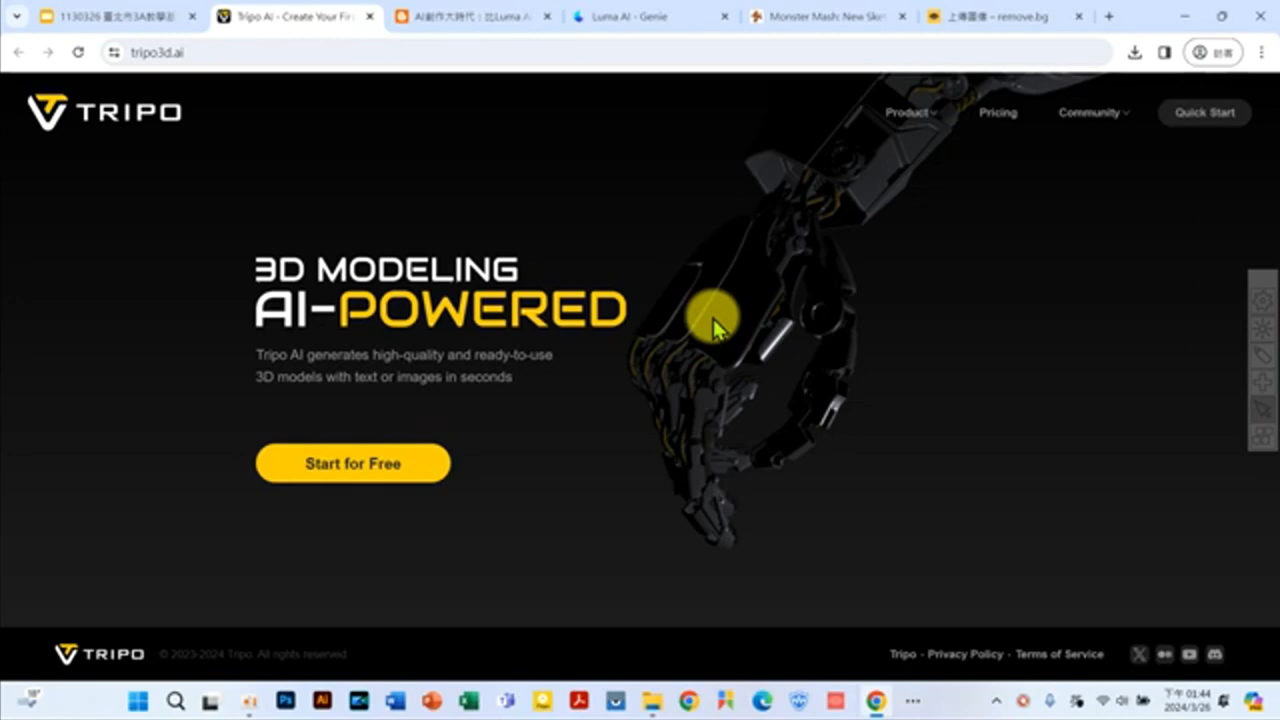 1130326 臺北市3A教學
Tripo AI - Create Your Fir
AI創作大時代：比Luma A
Luma AI - Genie
Monster Mash: New Sket
上傳圖像 – remove.bg
tripo3d.ai
訪客
TRIPO
Product
Pricing
Community
Quick Start
3D MODELING
AI-POWERED
Tripo AI generates high-quality and ready-to-use
3D models with text or images in seconds
Start for Free
TRIPO © 2023-2024 Tripo. All rights reserved.
Tripo - Privacy Policy - Terms of Service
下午 01:44
2024/3/26